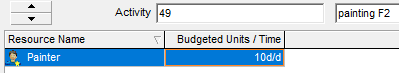 Activity 49 painting F2
Resource Name Budgeted Units / Time
Painter 10d/d